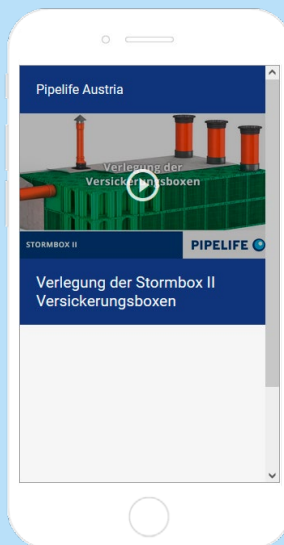 Pipelife Austria
Verlegung der
Versickerungsboxen
STORMBOX II
PIPELIFE
Verlegung der Stormbox II
Versickerungsboxen